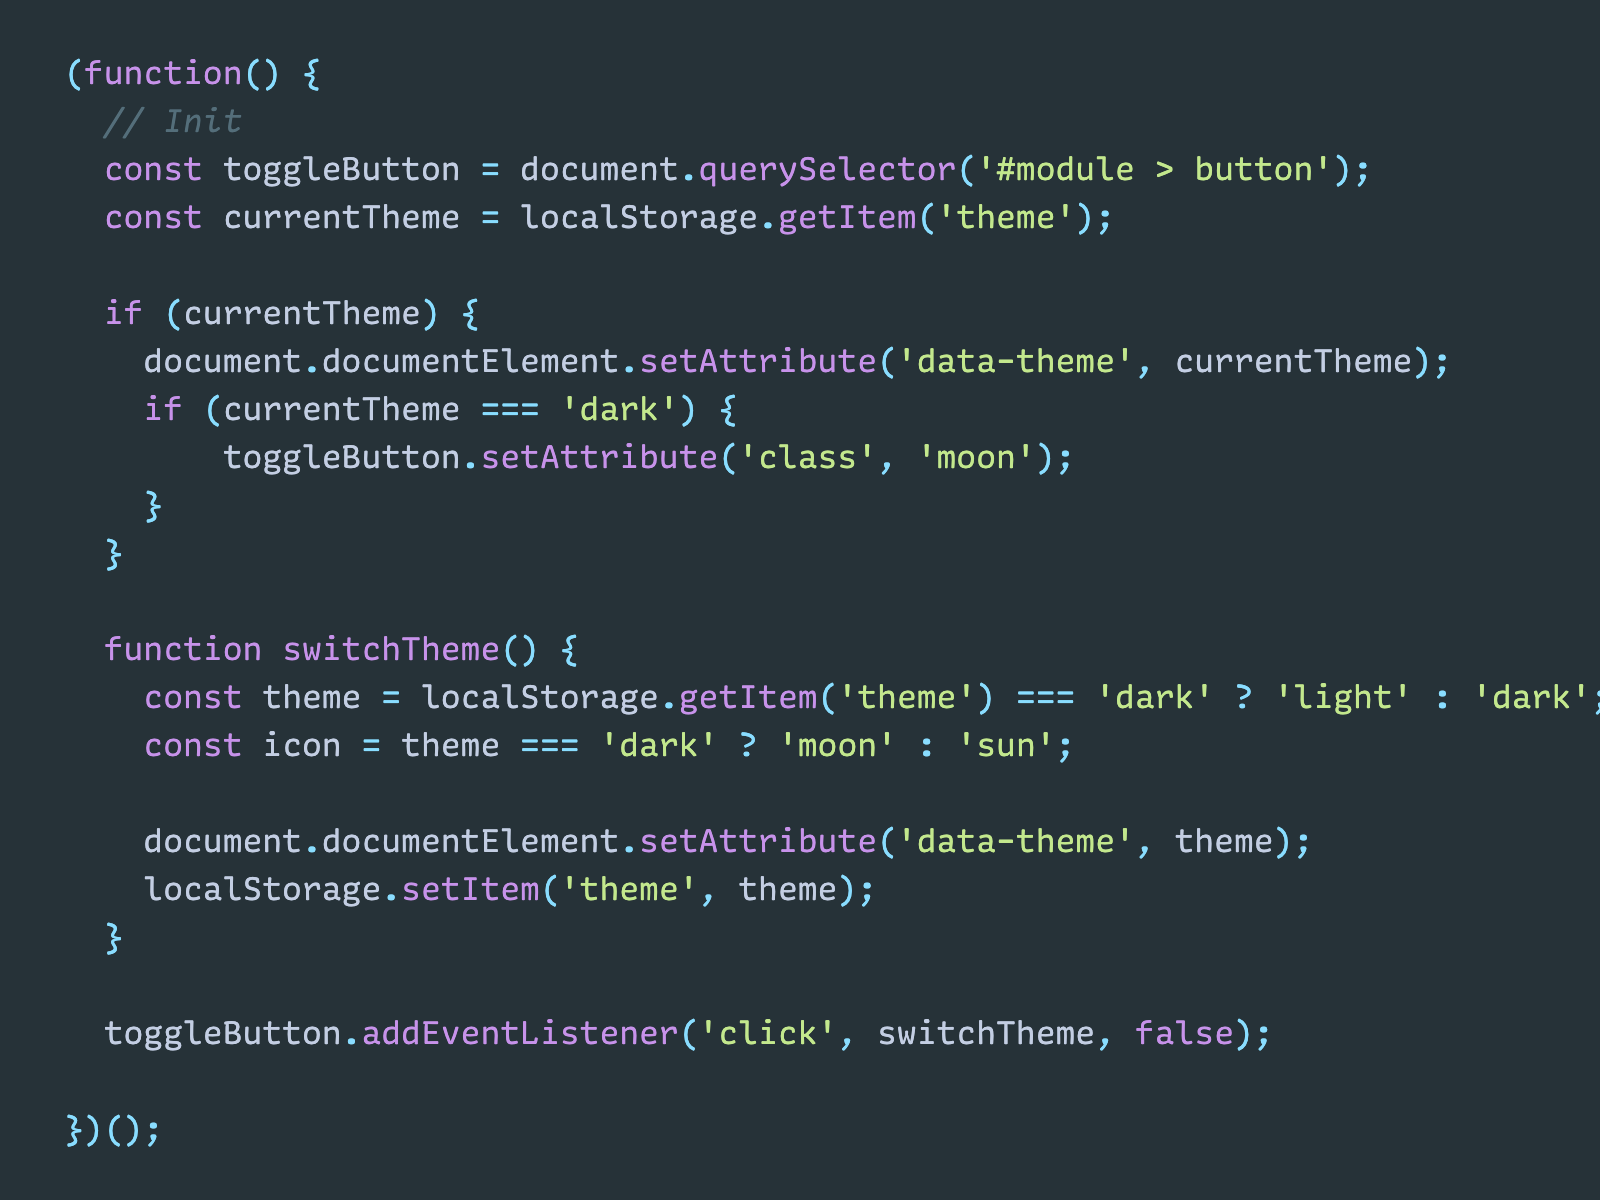 (function() {
  // Init
  const toggleButton = document.querySelector('#module > button');
  const currentTheme = localStorage.getItem('theme');

  if (currentTheme) {
    document.documentElement.setAttribute('data-theme', currentTheme);
    if (currentTheme === 'dark') {
        toggleButton.setAttribute('class', 'moon');
    }
  }

  function switchTheme() {
    const theme = localStorage.getItem('theme') === 'dark' ? 'light' : 'dark';
    const icon = theme === 'dark' ? 'moon' : 'sun';

    document.documentElement.setAttribute('data-theme', theme);
    localStorage.setItem('theme', theme);
  }

  toggleButton.addEventListener('click', switchTheme, false);

})();